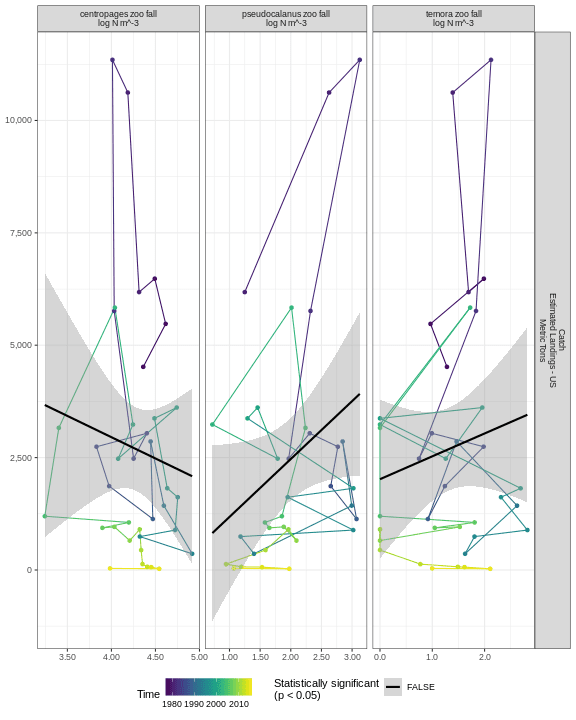 centropages zoo fall
log N m^-3
pseudocalanus zoo fall
log N m^-3
temora zoo fall
log N m^-3
10,000
7,500
5,000
2,500
0
Catch
Estimated Landings - US
Metric Tons
3.50 4.00 4.50 5.00
1.00 1.50 2.00 2.50 3.00
0.0 1.0 2.0
Time
1980 1990 2000 2010
Statistically significant
(p < 0.05)
FALSE